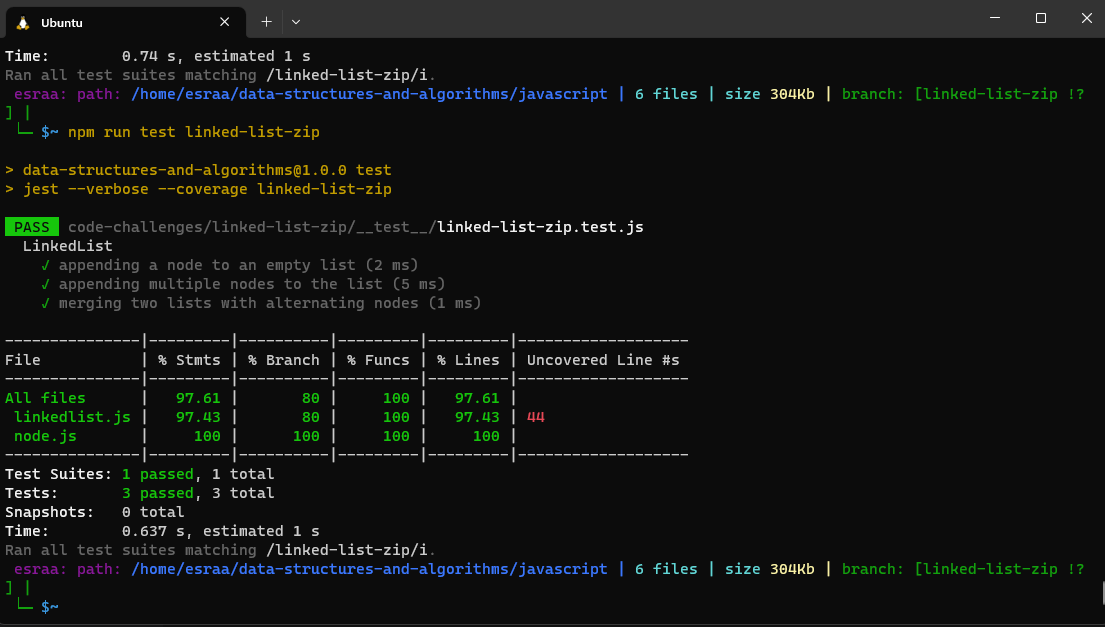 Ubuntu
Time:        0.74 s, estimated 1 s
Ran all test suites matching /linked-list-zip/i.
 esraa: path: /home/esraa/data-structures-and-algorithms/javascript | 6 files | size 304Kb | branch: [linked-list-zip !?
] |
 └─ $~ npm run test linked-list-zip
> data-structures-and-algorithms@1.0.0 test
> jest --verbose --coverage linked-list-zip
PASS code-challenges/linked-list-zip/__test__/linked-list-zip.test.js
  LinkedList
    ✓ appending a node to an empty list (2 ms)
    ✓ appending multiple nodes to the list (5 ms)
    ✓ merging two lists with alternating nodes (1 ms)
---------------|---------|----------|---------|---------|-------------------
File           | % Stmts | % Branch | % Funcs | % Lines | Uncovered Line #s
---------------|---------|----------|---------|---------|-------------------
All files      |   97.61 |       80 |     100 |   97.61 |
 linkedlist.js |   97.43 |       80 |     100 |   97.43 | 44
 node.js       |     100 |      100 |     100 |     100 |
---------------|---------|----------|---------|---------|-------------------
Test Suites: 1 passed, 1 total
Tests:       3 passed, 3 total
Snapshots:   0 total
Time:        0.637 s, estimated 1 s
Ran all test suites matching /linked-list-zip/i.
 esraa: path: /home/esraa/data-structures-and-algorithms/javascript | 6 files | size 304Kb | branch: [linked-list-zip !?
] |
 └─ $~